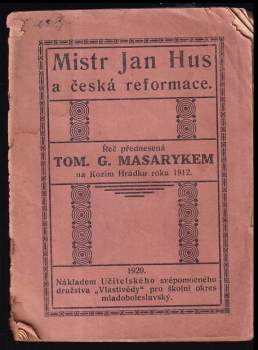 Mistr Jan Hus
a česká reformace.
Řeč přednesená
TOM. G. MASARYKEM
na Kozím Hrádku roku 1912.
1920.
Nákladem Učitelského svépomocného
družstva „Vlastivědy“ pro školní okres
mladoboleslavský.